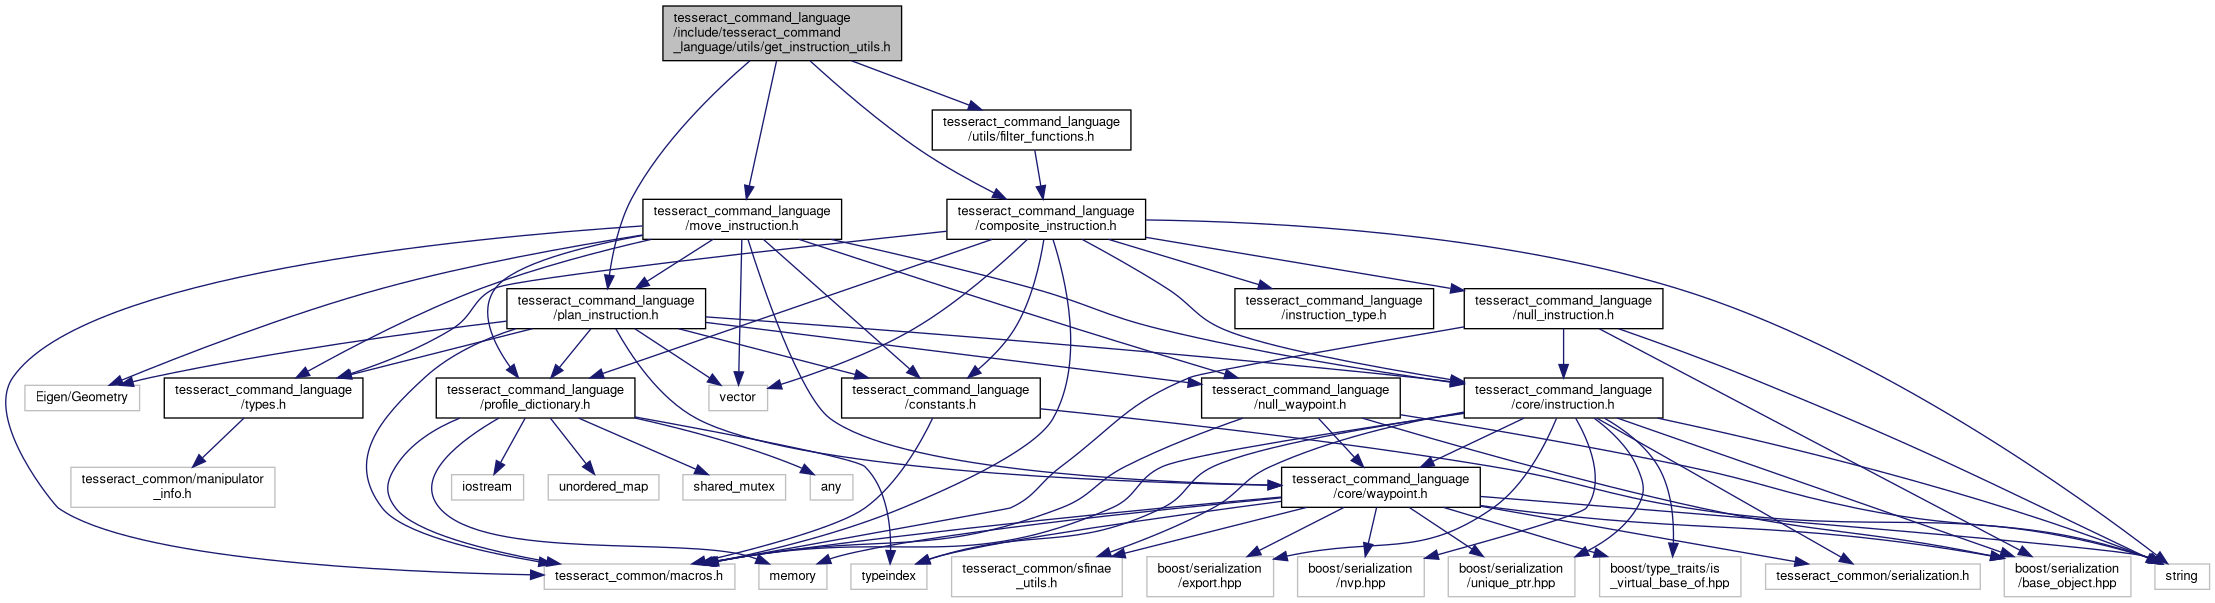 tesseract_command_language
/include/tesseract_command
_language/utils/get_instruction_utils.h
tesseract_command_language
/utils/filter_functions.h
tesseract_command_language
/move_instruction.h
tesseract_command_language
/composite_instruction.h
tesseract_command_language
/plan_instruction.h
tesseract_command_language
/instruction_type.h
tesseract_command_language
/null_instruction.h
Eigen/Geometry
tesseract_command_language
/types.h
tesseract_command_language
/profile_dictionary.h
vector
tesseract_command_language
/constants.h
tesseract_command_language
/null_waypoint.h
tesseract_command_language
/core/instruction.h
tesseract_common/manipulator
_info.h
iostream
unordered_map
shared_mutex
any
tesseract_command_language
/core/waypoint.h
tesseract_common/macros.h
memory
typeindex
tesseract_common/sfinae
_utils.h
boost/serialization
/export.hpp
boost/serialization
/nvp.hpp
boost/serialization
/unique_ptr.hpp
boost/type_traits/is
_virtual_base_of.hpp
tesseract_common/serialization.h
boost/serialization
/base_object.hpp
string